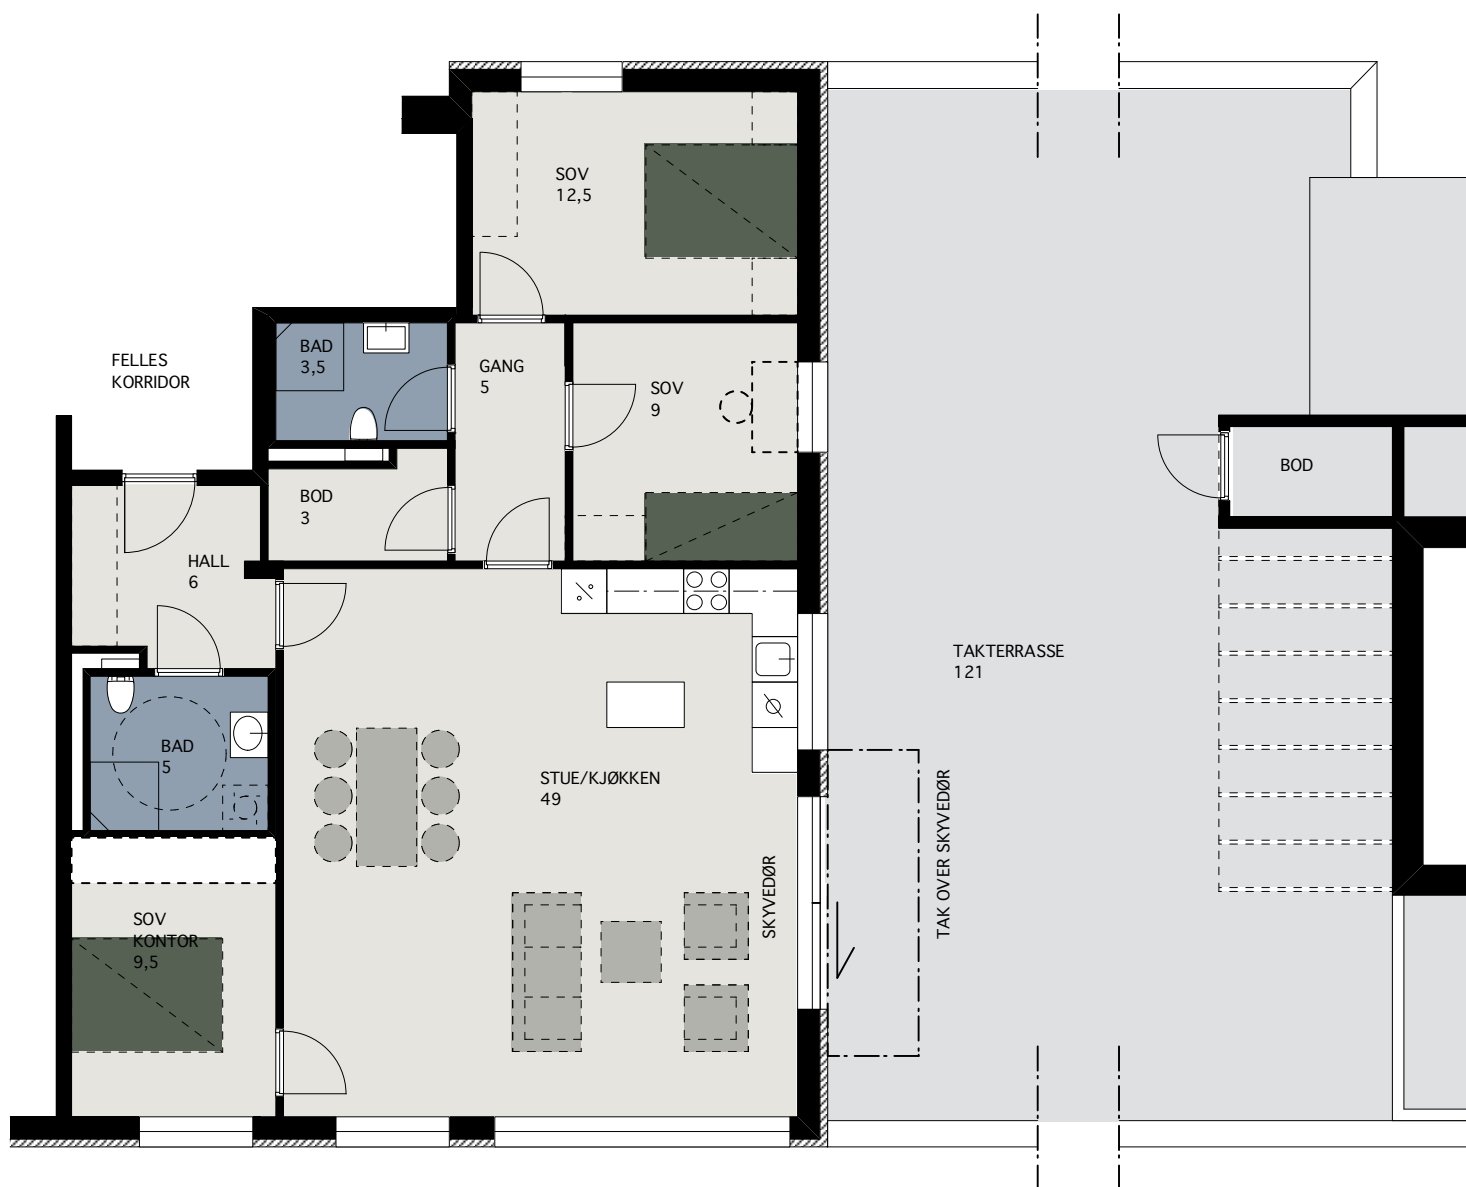 SOV
12,5
BAD
3,5
GANG
5
SOV
9
FELLES
KORRIDOR
BOD
3
BOD
HALL
6
TAKTERRASSE
121
BAD
5
STUE/KJØKKEN
49
SKYVEDØR
TAK OVER SKYVEDØR
SOV
KONTOR
9,5